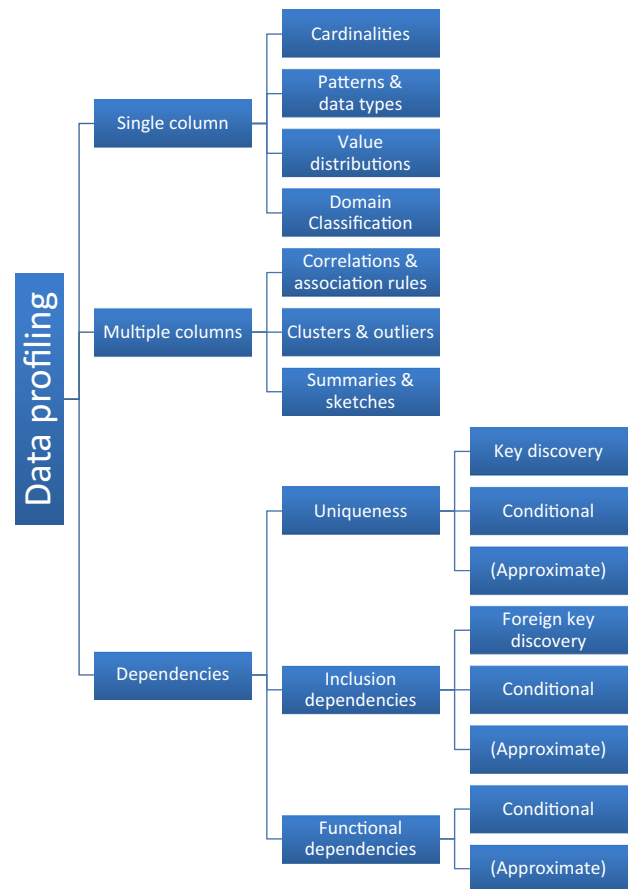 Data profiling
Single column
Cardinalities
Patterns &
data types
Value
distributions
Domain
Classification
Multiple columns
Correlations &
association rules
Clusters & outliers
Summaries &
sketches
Dependencies
Uniqueness
Key discovery
Conditional
(Approximate)
Inclusion
dependencies
Foreign key
discovery
Conditional
(Approximate)
Functional
dependencies
Conditional
(Approximate)